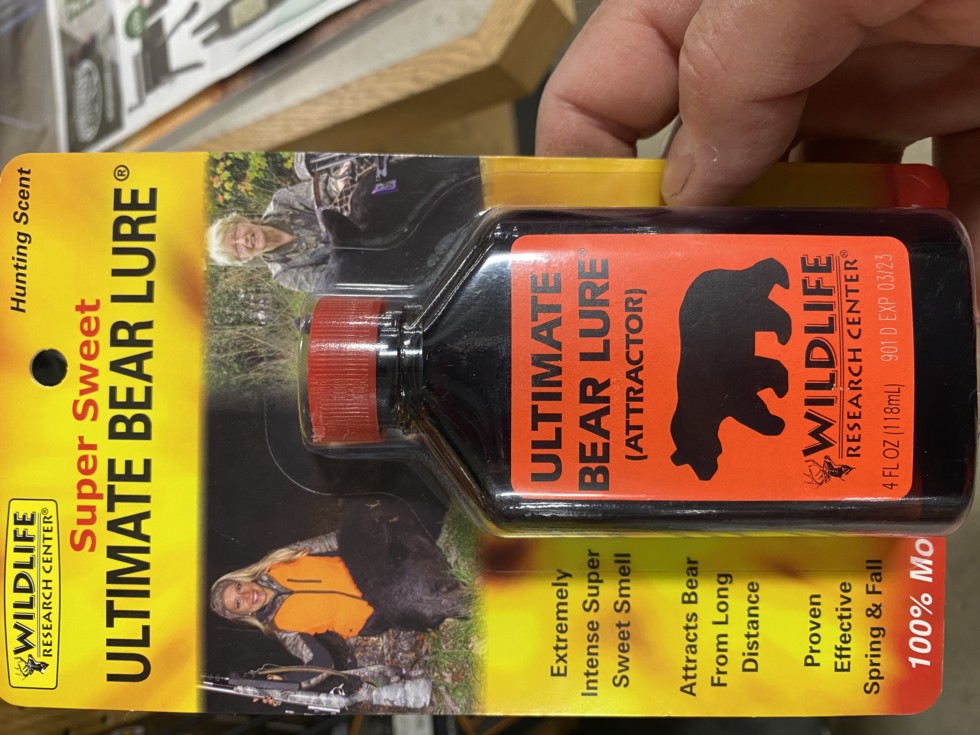 Hunting Scent
WILDLIFE
RESEARCH CENTER®
Super Sweet
ULTIMATE BEAR LURE®
ULTIMATE
BEAR LURE®
(ATTRACTOR)
WILDLIFE
RESEARCH CENTER®
4 FL OZ (118mL)
901 D EXP 03/23
Extremely
Intense Super
Sweet Smell
Attracts Bear
From Long
Distance
Proven
Effective
Spring & Fall
100% Mo